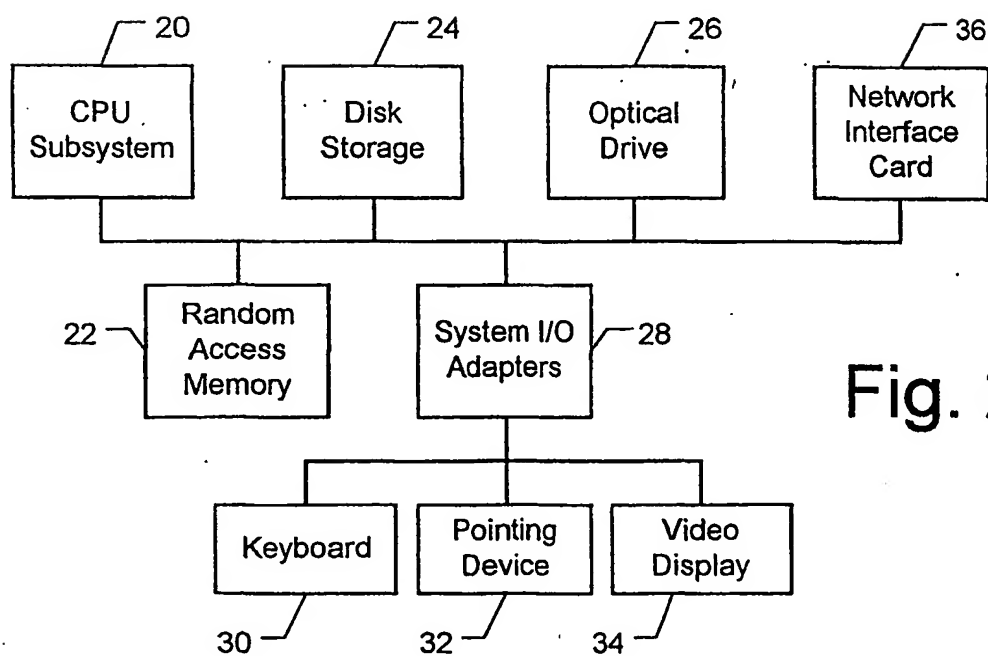 20
24
26
36
CPU
Subsystem
Disk
Storage
Optical
Drive
Network
Interface
Card
22
Random
Access
Memory
System I/O
Adapters
28
Fig.
Keyboard
Pointing
Device
Video
Display
30
32
34